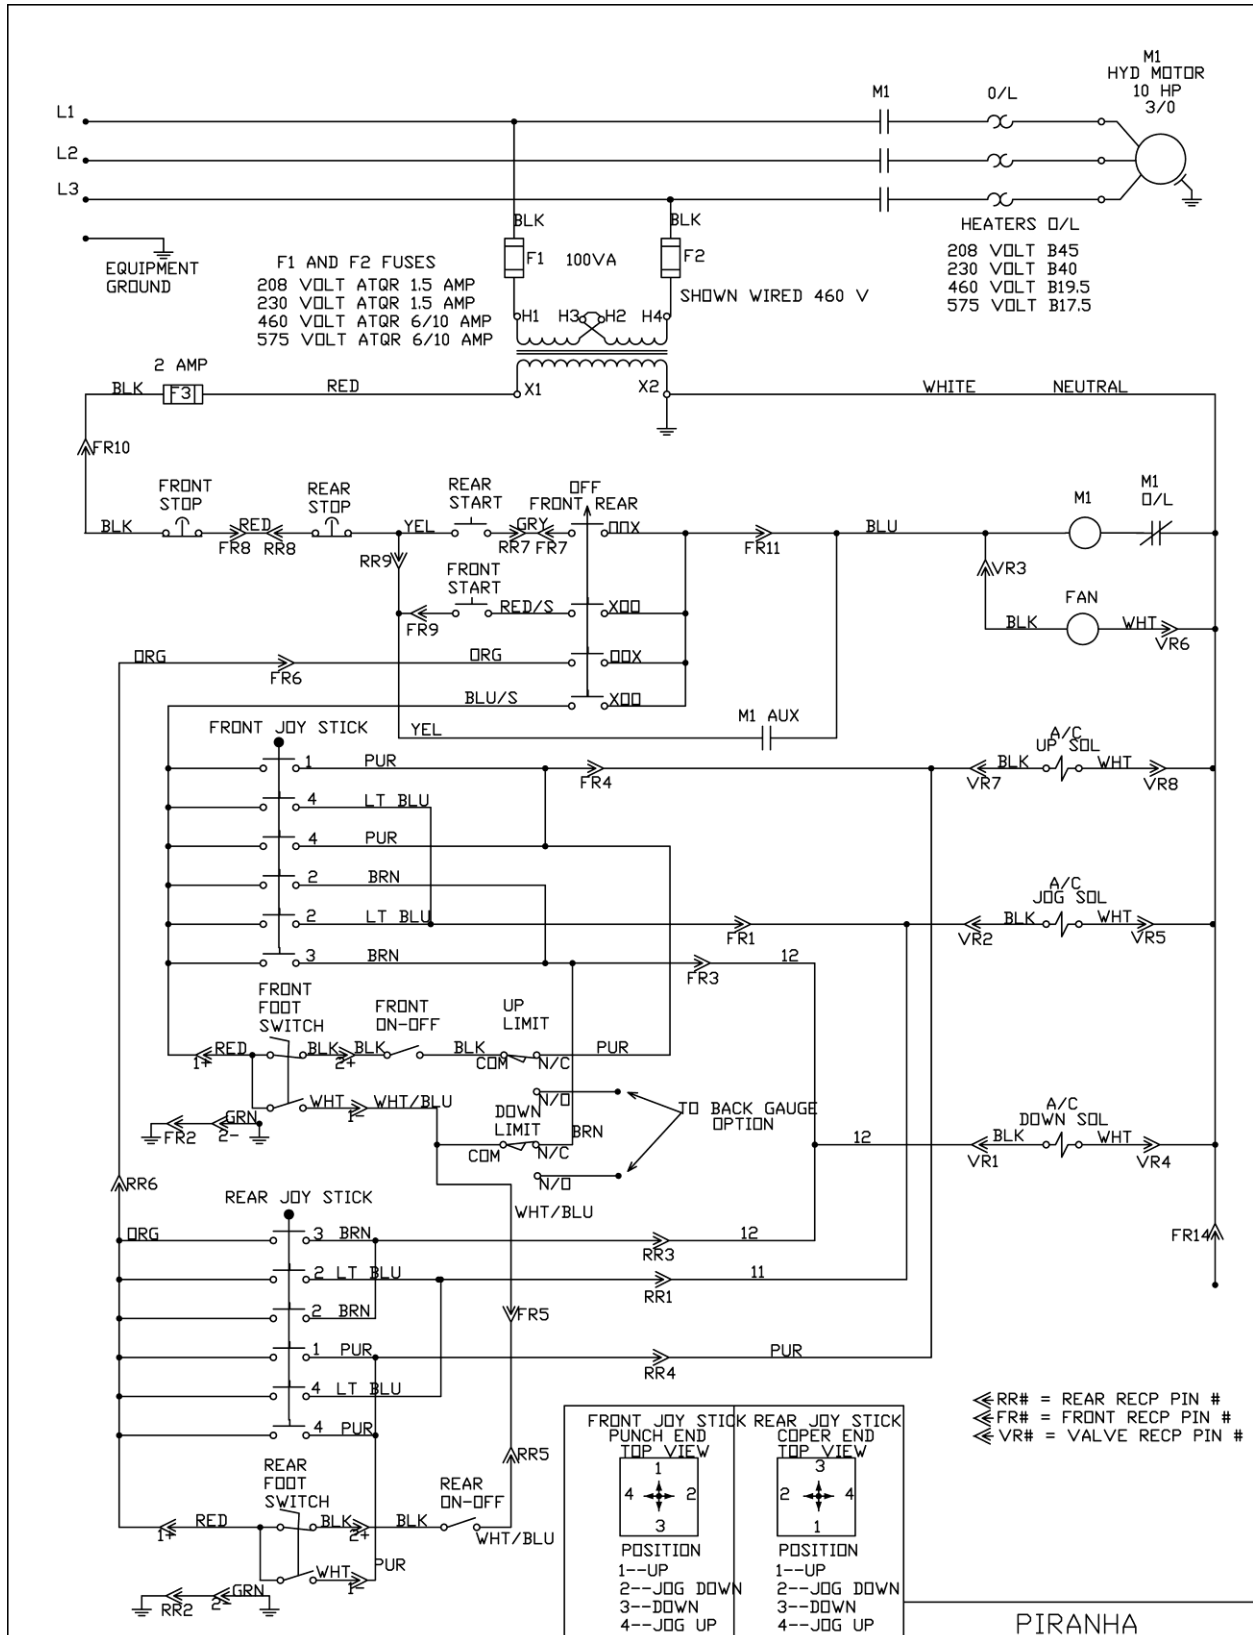 M1
HYD MOTOR
10 HP
3/0
M1
O/L
L1
L2
L3
BLK
BLK
F1
100VA
F2
EQUIPMENT
GROUND
F1 AND F2 FUSES
208 VOLT ATQR 1.5 AMP
230 VOLT ATQR 1.5 AMP
460 VOLT ATQR 6/10 AMP
575 VOLT ATQR 6/10 AMP
SHOWN WIRED 460 V
HEATERS O/L
208 VOLT B45
230 VOLT B40
460 VOLT B19.5
575 VOLT B17.5
H1
H3
H2
H4
2 AMP
BLK
F3
RED
X1
X2
WHITE
NEUTRAL
FR10
FRONT
STOP
REAR
STOP
REAR
START
OFF
FRONT REAR
M1
M1
O/L
BLK
RED
FR8
RR8
YEL
GRY
RR7
FR7
OOX
FR11
BLU
RR9
VR3
FRONT
START
FR9
RED/S
XOO
FAN
BLK
WHT
VR6
ORG
FR6
ORG
OOX
BLU/S
XOO
YEL
M1 AUX
FRONT JOY STICK
1
PUR
FR4
A/C
UP SOL
VR7
BLK
WHT
VR8
4
LT BLU
4
PUR
2
BRN
2
LT BLU
FR1
A/C
JOG SOL
VR2
BLK
WHT
VR5
3
BRN
FR3
12
FRONT
FOOT
SWITCH
FRONT
ON-OFF
UP
LIMIT
1+
RED
BLK
2+
BLK
BLK
COM
N/C
PUR
WHT
1-
WHT/BLU
N/O
DOWN
LIMIT
BRN
TO BACK GAUGE
OPTION
FR2
2-
GRN
COM
N/C
N/O
12
A/C
DOWN SOL
VR1
BLK
WHT
VR4
RR6
REAR JOY STICK
WHT/BLU
ORG
3
BRN
RR3
12
FR14
2
LT BLU
RR1
11
2
BRN
FR5
1
PUR
RR4
PUR
4
LT BLU
4
PUR
RR# = REAR RECP PIN #
FR# = FRONT RECP PIN #
VR# = VALVE RECP PIN #
REAR
FOOT
SWITCH
RR5
REAR
ON-OFF
1+
RED
BLK
2+
BLK
WHT/BLU
WHT
1-
PUR
RR2
2-
GRN
FRONT JOY STICK
PUNCH END
TOP VIEW
1
4
2
3
POSITION
1--UP
2--JOG DOWN
3--DOWN
4--JOG UP
REAR JOY STICK
COPER END
TOP VIEW
3
2
4
1
POSITION
1--UP
2--JOG DOWN
3--DOWN
4--JOG UP
PIRANHA